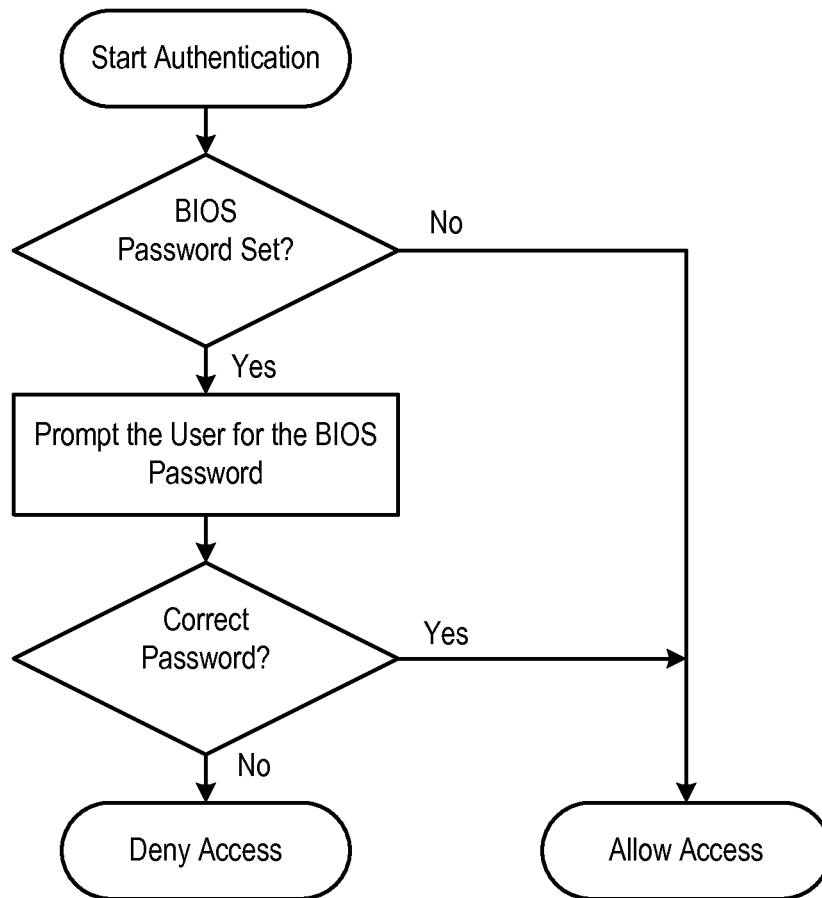 Start Authentication
BIOS
Password Set?
No
Yes
Prompt the User for the BIOS
Password
Correct
Password?
Yes
No
Deny Access
Allow Access